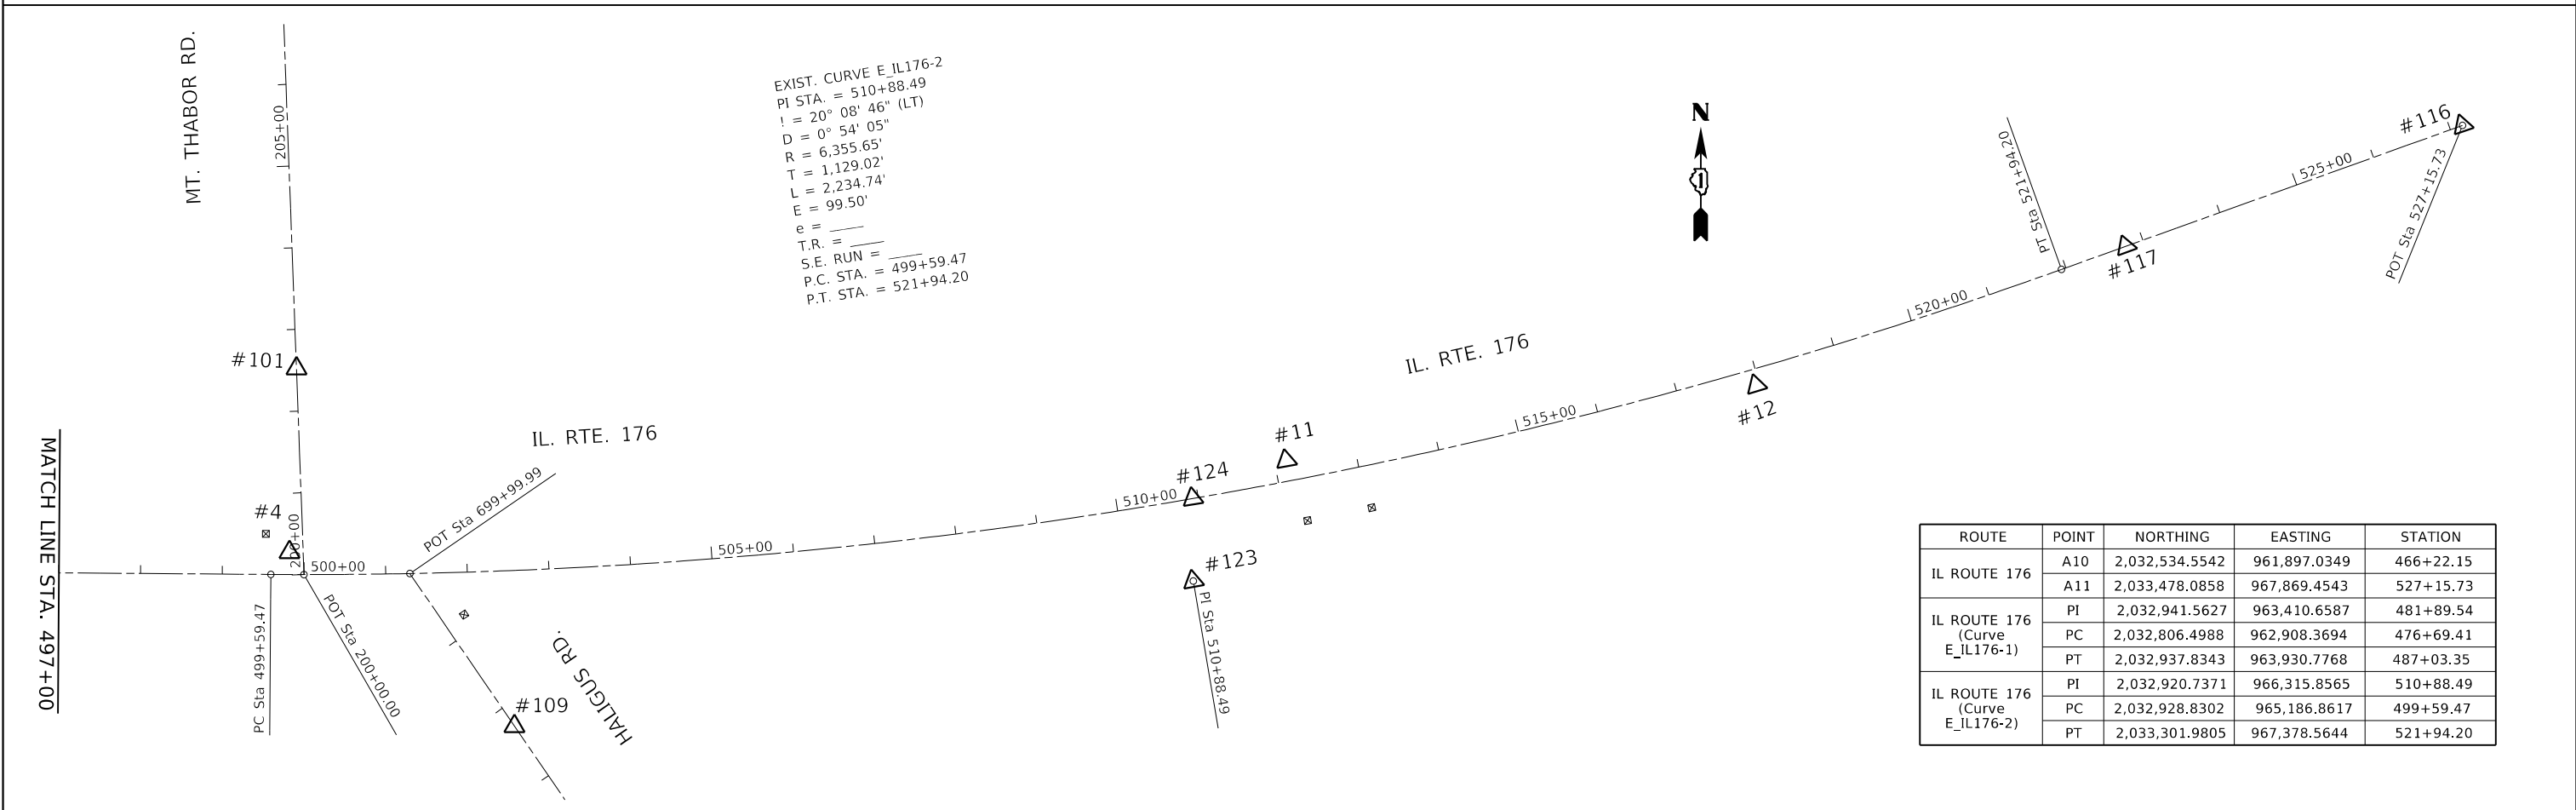 MT. THABOR RD.
205+00
EXIST. CURVE E_IL176-2
PI STA. = 510+88.49
! = 20° 08' 46" (LT)
D = 0° 54' 05"
R = 6,355.65'
T = 1,129.02'
L = 2,234.74'
E = 99.50'
e = ____
T.R. = ____
S.E. RUN = ____
P.C. STA. = 499+59.47
P.T. STA. = 521+94.20
N
1
PT Sta 521+94.20
#116
525+00
POT Sta 527+15.73
#117
520+00
IL. RTE. 176
#101
#12
515+00
#11
IL. RTE. 176
#124
510+00
MATCH LINE STA. 497+00
#4
200+00
POT Sta 699+99.99
500+00
505+00
#123
PI Sta 510+88.49
PC Sta 499+59.47
POT Sta 200+00.00
HALIGUS RD.
#109
ROUTE POINT NORTHING EASTING STATION
IL ROUTE 176 A10 2,032,534.5542 961,897.0349 466+22.15
A11 2,033,478.0858 967,869.4543 527+15.73
IL ROUTE 176
(Curve
E_IL176-1)
PI 2,032,941.5627 963,410.6587 481+89.54
PC 2,032,806.4988 962,908.3694 476+69.41
PT 2,032,937.8343 963,930.7768 487+03.35
IL ROUTE 176
(Curve
E_IL176-2)
PI 2,032,920.7371 966,315.8565 510+88.49
PC 2,032,928.8302 965,186.8617 499+59.47
PT 2,033,301.9805 967,378.5644 521+94.20